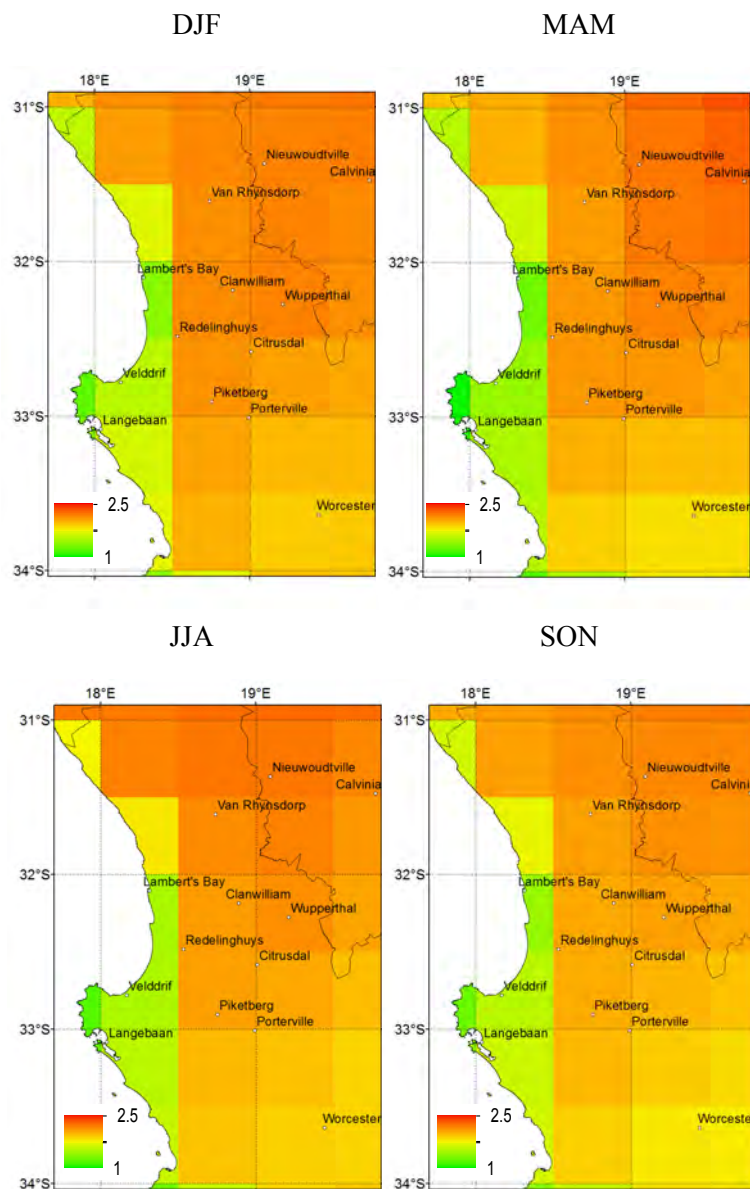 DJF
18°E 19°E
31°S
Nieuwoudtville
Calvinia
Van Rhynsdorp
32°S
Lambert's Bay
Clanwilliam
Wupperthal
Redelinghuys
Citrusdal
Velddrif
Piketberg
33°S
Langebaan
Porterville
2.5
Worcester
1
34°S
MAM
18°E 19°E
31°S
Nieuwoudtville
Calvinia
Van Rhynsdorp
32°S
Lambert's Bay
Clanwilliam
Wupperthal
Redelinghuys
Citrusdal
Velddrif
Piketberg
33°S
Langebaan
Porterville
2.5
Worcester
1
34°S
JJA
18°E 19°E
31°S
Nieuwoudtville
Calvinia
Van Rhynsdorp
32°S
Lambert's Bay
Clanwilliam
Wupperthal
Redelinghuys
Citrusdal
Velddrif
Piketberg
33°S
Langebaan
Porterville
2.5
Worcester
1
34°S
SON
18°E 19°E
31°S
Nieuwoudtville
Calvinia
Van Rhynsdorp
32°S
Lambert's Bay
Clanwilliam
Wupperthal
Redelinghuys
Citrusdal
Velddrif
Piketberg
33°S
Langebaan
Porterville
2.5
Worcester
1
34°S